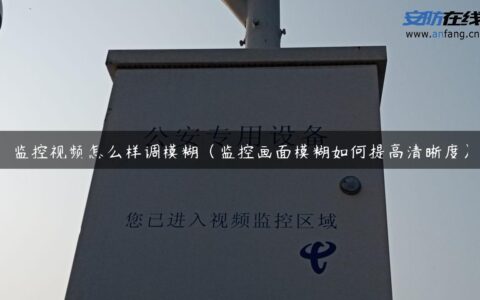 安防在线
www.anfang.cn
公安专用设备
监控视频怎么样调模糊（监控画面模糊如何提高清晰度）
您已进入视频监控区域